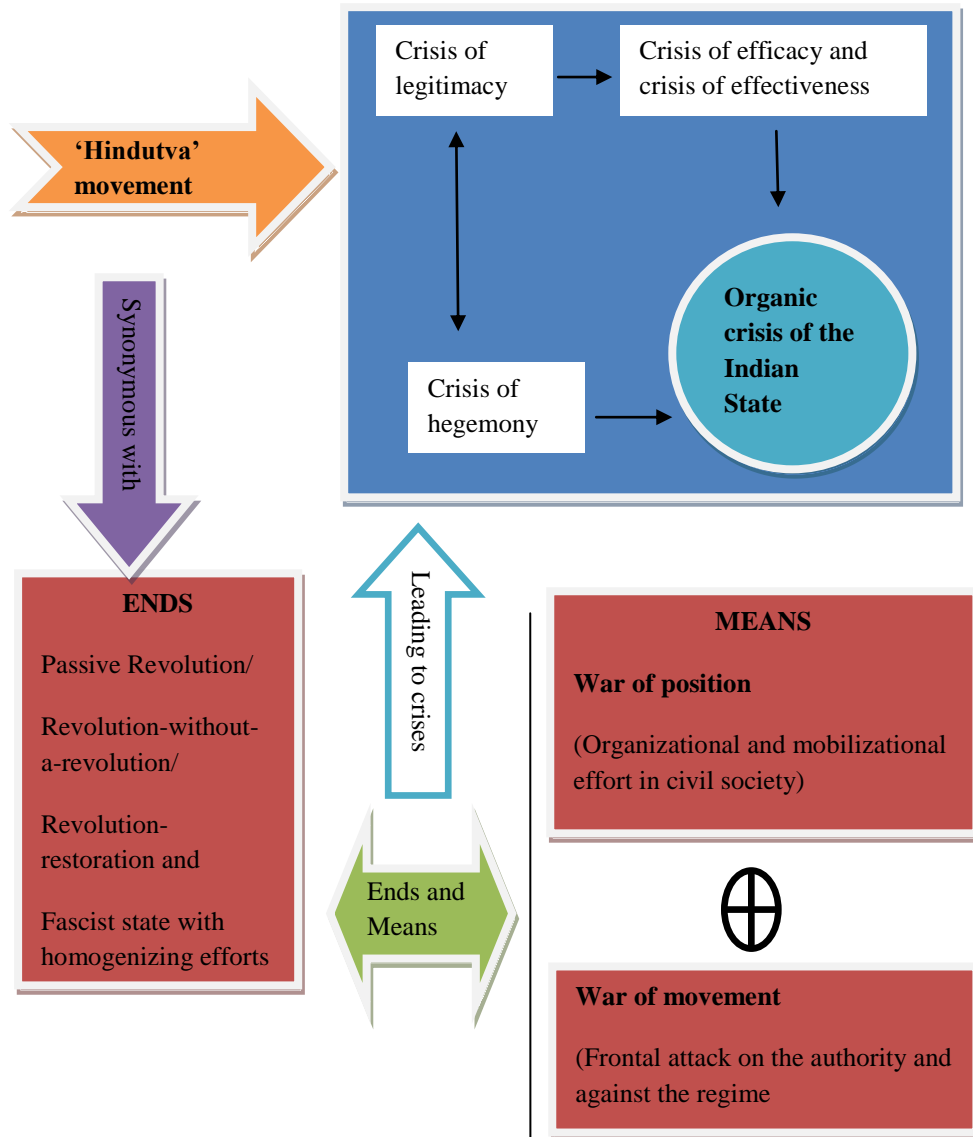 Crisis of
legitimacy
Crisis of efficacy and
crisis of effectiveness
‘Hindutva’
movement
Organic
crisis of the
Indian
State
Crisis of
hegemony
Synonymous with
ENDS
Passive Revolution/
Revolution-without-
a-revolution/
Revolution-
restoration and
Fascist state with
homogenizing efforts
Leading to crises
Ends and
Means
MEANS
War of position
(Organizational and mobilizational
effort in civil society)
War of movement
(Frontal attack on the authority and
against the regime